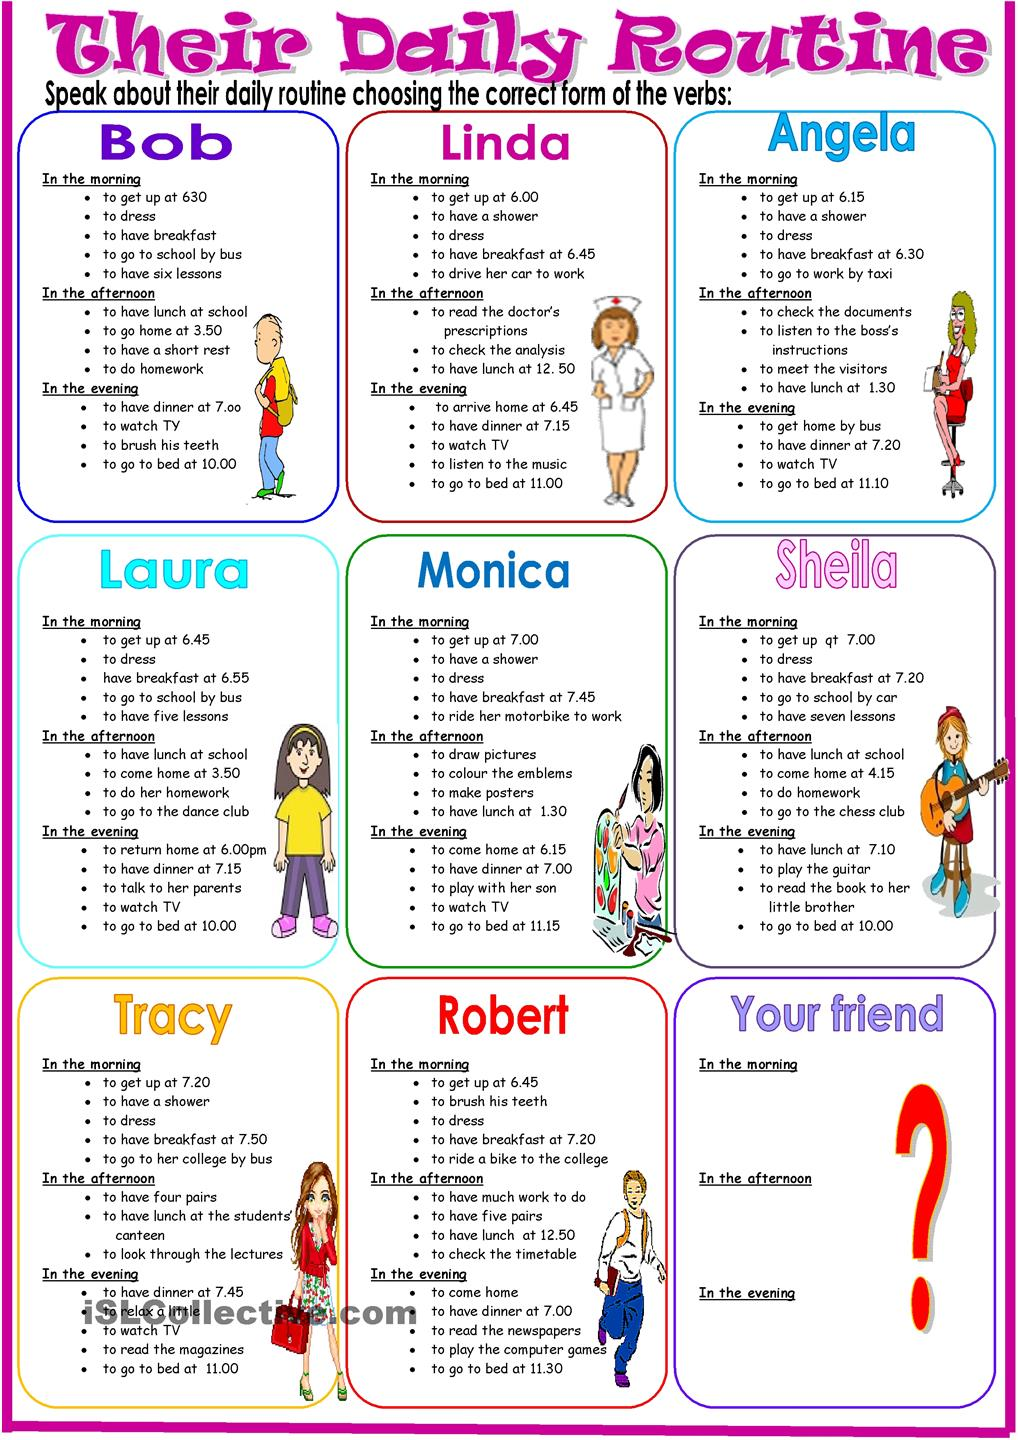 Their Daily Routine
Speak about their daily routine choosing the correct form of the verbs:
Bob
In the morning
• to get up at 630
• to dress
• to have breakfast
• to go to school by bus
• to have six lessons
In the afternoon
• to have lunch at school
• to go home at 3.50
• to have a short rest
• to do homework
In the evening
• to have dinner at 7.oo
• to watch TY
• to brush his teeth
• to go to bed at 10.00
Linda
In the morning
• to get up at 6.00
• to have a shower
• to dress
• to have breakfast at 6.45
• to drive her car to work
In the afternoon
• to read the doctor's
prescriptions
• to check the analysis
• to have lunch at 12. 50
In the evening
• to arrive home at 6.45
• to have dinner at 7.15
• to watch TV
• to listen to the music
• to go to bed at 11.00
Angela
In the morning
• to get up at 6.15
• to have a shower
• to dress
• to have breakfast at 6.30
• to go to work by taxi
In the afternoon
• to check the documents
• to listen to the boss's
instructions
• to meet the visitors
• to have lunch at 1.30
In the evening
• to get home by bus
• to have dinner at 7.20
• to watch TV
• to go to bed at 11.10
Laura
In the morning
• to get up at 6.45
• to dress
• have breakfast at 6.55
• to go to school by bus
• to have five lessons
In the afternoon
• to have lunch at school
• to come home at 3.50
• to do her homework
• to go to the dance club
In the evening
• to return home at 6.00pm
• to have dinner at 7.15
• to talk to her parents
• to watch TV
• to go to bed at 10.00
Monica
In the morning
• to get up at 7.00
• to have a shower
• to dress
• to have breakfast at 7.45
• to ride her motorbike to work
In the afternoon
• to draw pictures
• to colour the emblems
• to make posters
• to have lunch at 1.30
In the evening
• to come home at 6.15
• to have dinner at 7.00
• to play with her son
• to watch TV
• to go to bed at 11.15
Sheila
In the morning
• to get up qt 7.00
• to dress
• to have breakfast at 7.20
• to go to school by car
• to have seven lessons
In the afternoon
• to have lunch at school
• to come home at 4.15
• to do homework
• to go to the chess club
In the evening
• to have lunch at 7.10
• to play the guitar
• to read the book to her
little brother
• to go to bed at 10.00
Tracy
In the morning
• to get up at 7.20
• to have a shower
• to dress
• to have breakfast at 7.50
• to go to her college by bus
In the afternoon
• to have four pairs
• to have lunch at the students'
canteen
• to look through the lectures
In the evening
• to have dinner at 7.45
• to relax a little
• to watch TV
• to read the magazines
• to go to bed at 11.00
Robert
In the morning
• to get up at 6.45
• to brush his teeth
• to dress
• to have breakfast at 7.20
• to ride a bike to the college
In the afternoon
• to have much work to do
• to have five pairs
• to have lunch at 12.50
• to check the timetable
In the evening
• to come home
• to have dinner at 7.00
• to read the newspapers
• to play the computer games
• to go to bed at 11.30
Your friend
In the morning
In the afternoon
In the evening
?
iSLCollective.com